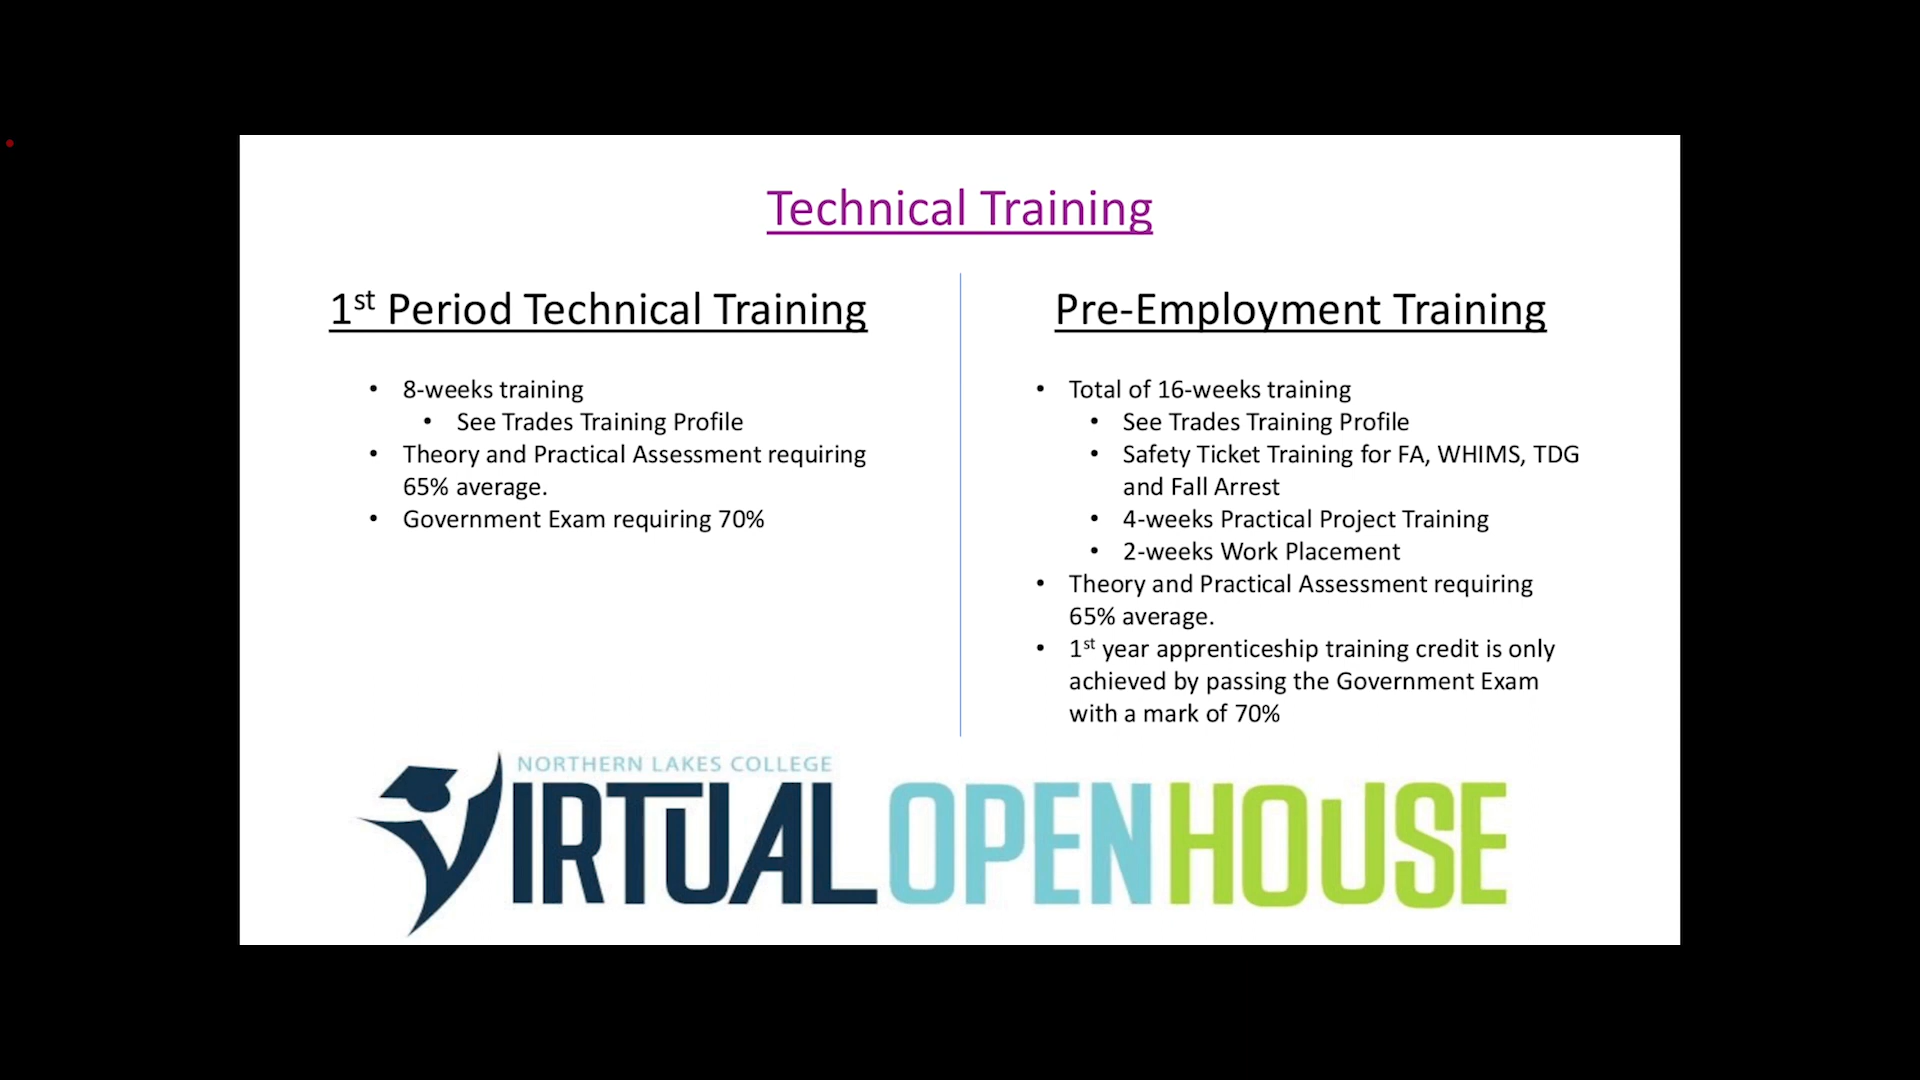 Technical Training
1st Period Technical Training
• 8-weeks training
• See Trades Training Profile
• Theory and Practical Assessment requiring
65% average.
• Government Exam requiring 70%
Pre-Employment Training
• Total of 16-weeks training
• See Trades Training Profile
• Safety Ticket Training for FA, WHIMS, TDG
and Fall Arrest
• 4-weeks Practical Project Training
• 2-weeks Work Placement
• Theory and Practical Assessment requiring
65% average.
• 1st year apprenticeship training credit is only
achieved by passing the Government Exam
with a mark of 70%
NORTHERN LAKES COLLEGE
VIRTUAL OPEN HOUSE